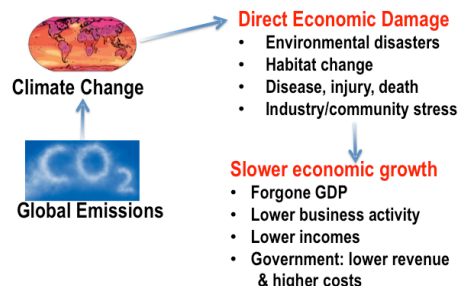 Direct Economic Damage
• Environmental disasters
• Habitat change
• Disease, injury, death
• Industry/community stress
Climate Change
CO2
Global Emissions
Slower economic growth
• Forgone GDP
• Lower business activity
• Lower incomes
• Government: lower revenue
& higher costs